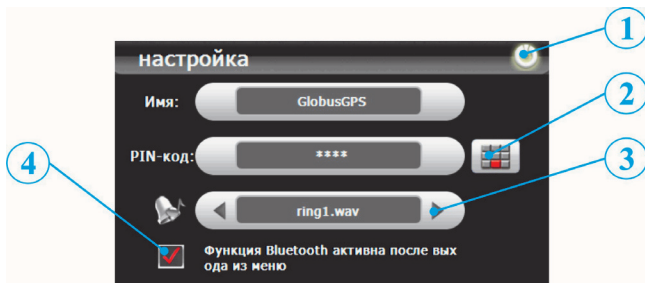 1
настройка
2
Имя: GlobusGPS
PIN-код: ****
3
4
ring1.wav
Функция Bluetooth активна после вых
ода из меню